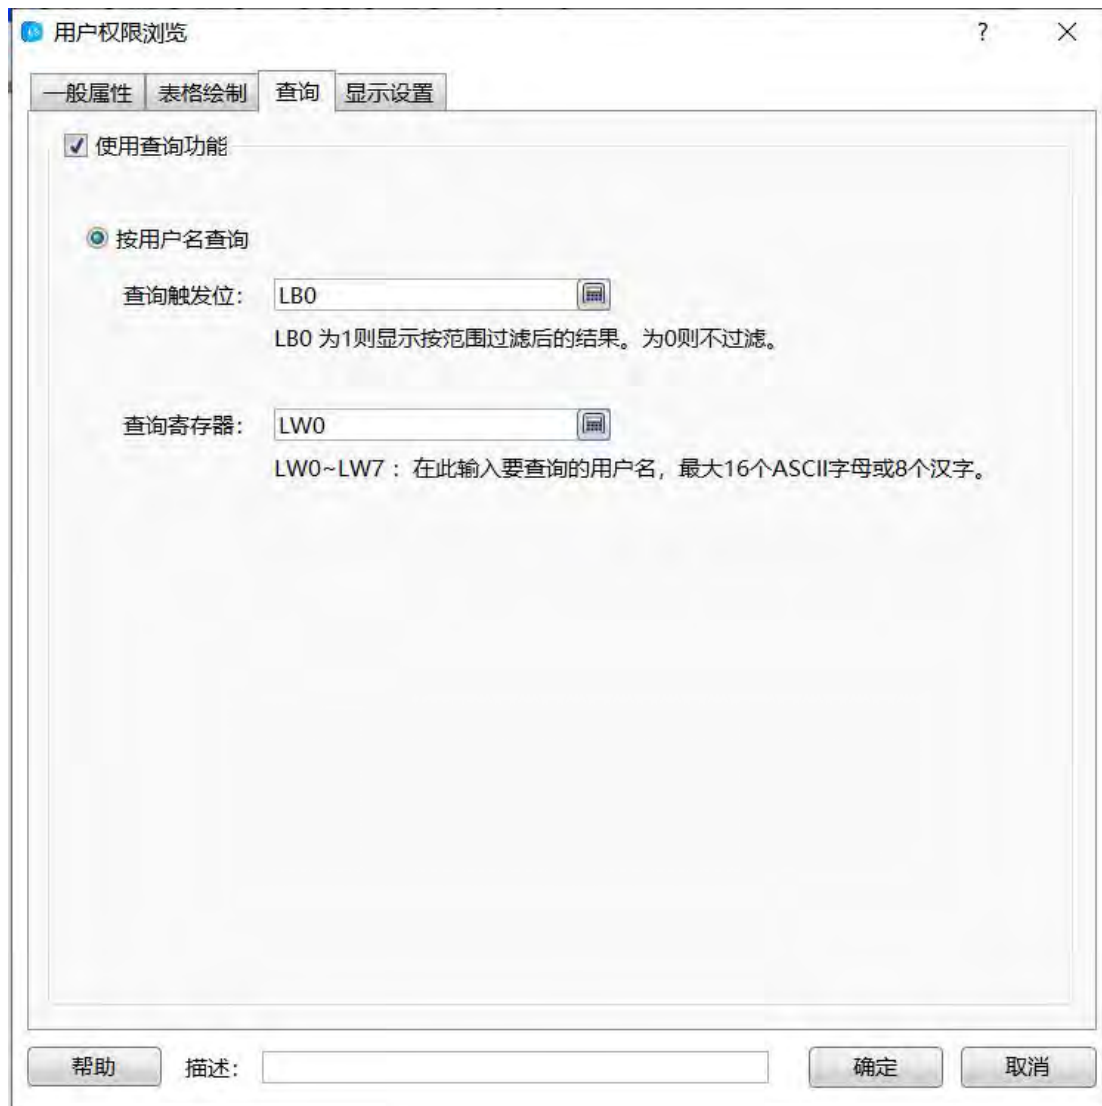 用户权限浏览 ? ×
一般属性 表格绘制 查询 显示设置
使用查询功能
按用户名查询
查询触发位： LB0
LB0 为1则显示按范围过滤后的结果。为0则不过滤。
查询寄存器： LW0
LW0~LW7 ：在此输入要查询的用户名，最大16个ASCII字母或8个汉字。
帮助 描述： 确定 取消